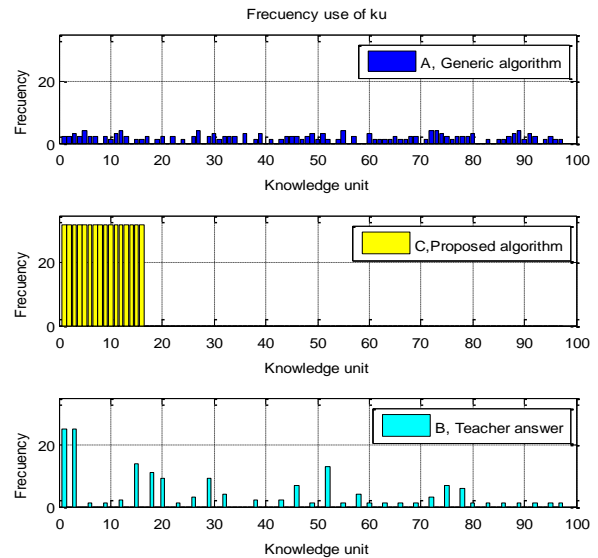 Frecuency use of ku
20
0
Frecuency
A, Generic algorithm
0 10 20 30 40 50 60 70 80 90 100
Knowledge unit
20
0
Frecuency
C,Proposed algorithm
0 10 20 30 40 50 60 70 80 90 100
Knowledge unit
20
0
Frecuency
B, Teacher answer
0 10 20 30 40 50 60 70 80 90 100
Knowledge unit